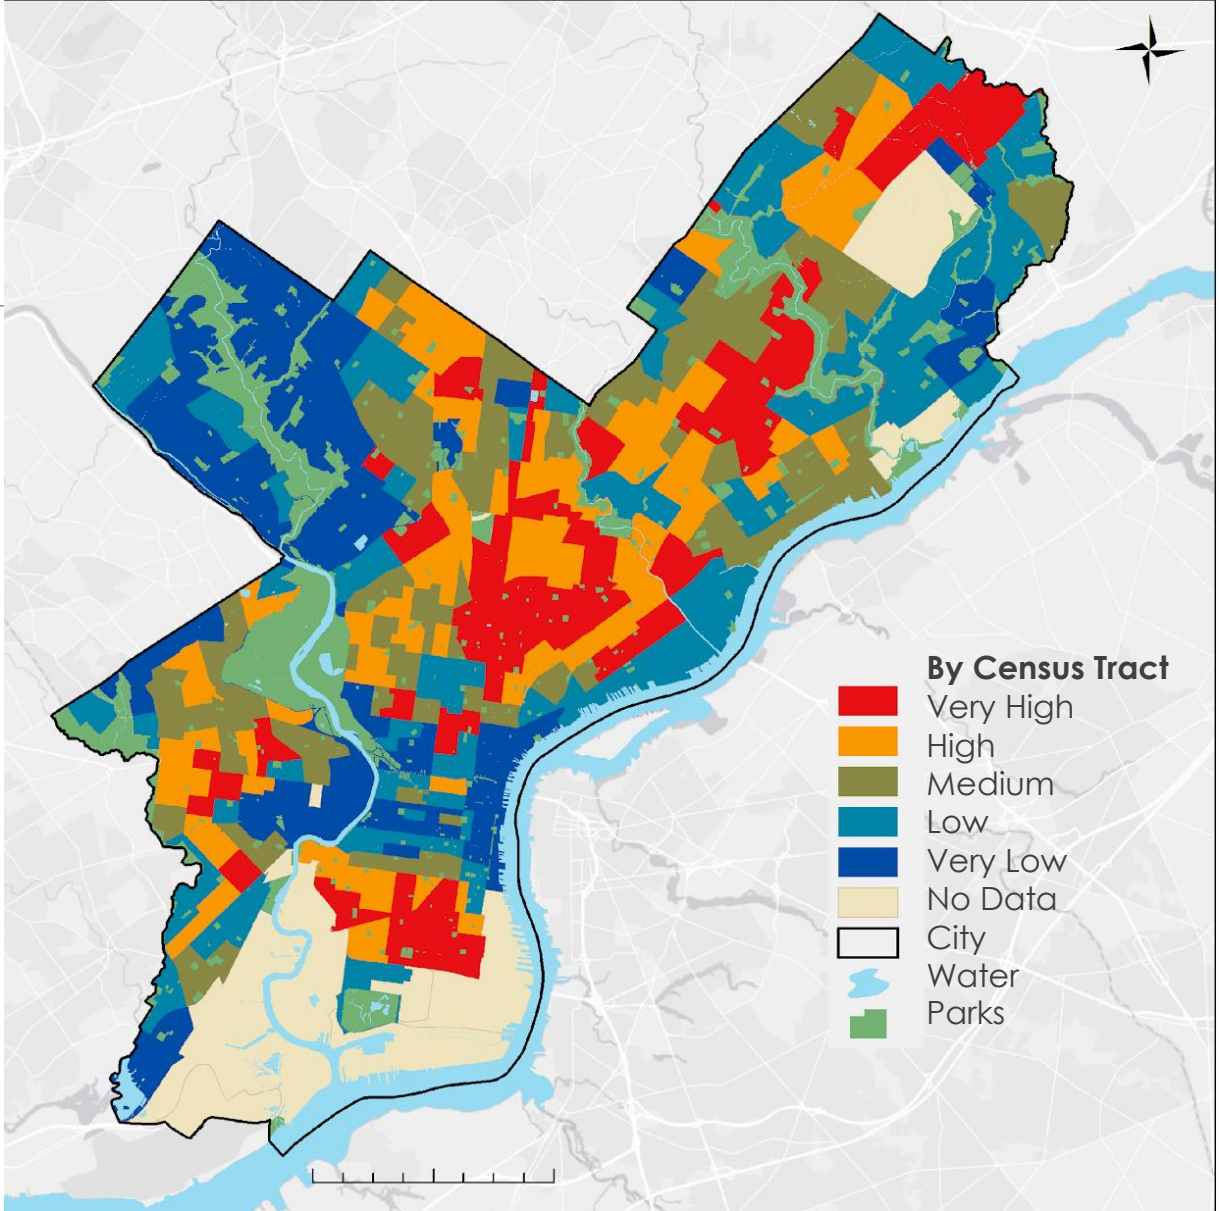 By Census Tract
Very High
High
Medium
Low
Very Low
No Data
City
Water
Parks